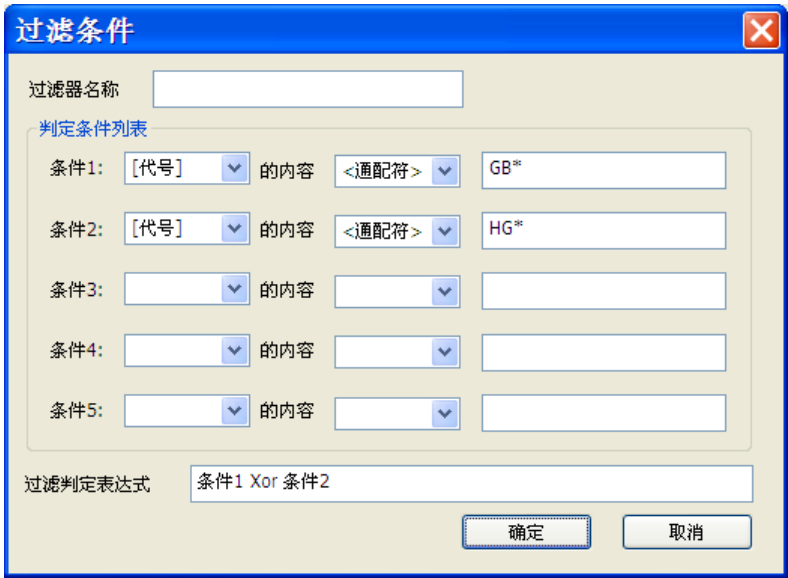 过滤条件
过滤器名称
判定条件列表
条件1: [代号] 的内容 <通配符> GB*
条件2: [代号] 的内容 <通配符> HG*
条件3: 的内容
条件4: 的内容
条件5: 的内容
过滤判定表达式 条件1 Xor 条件2
确定 取消